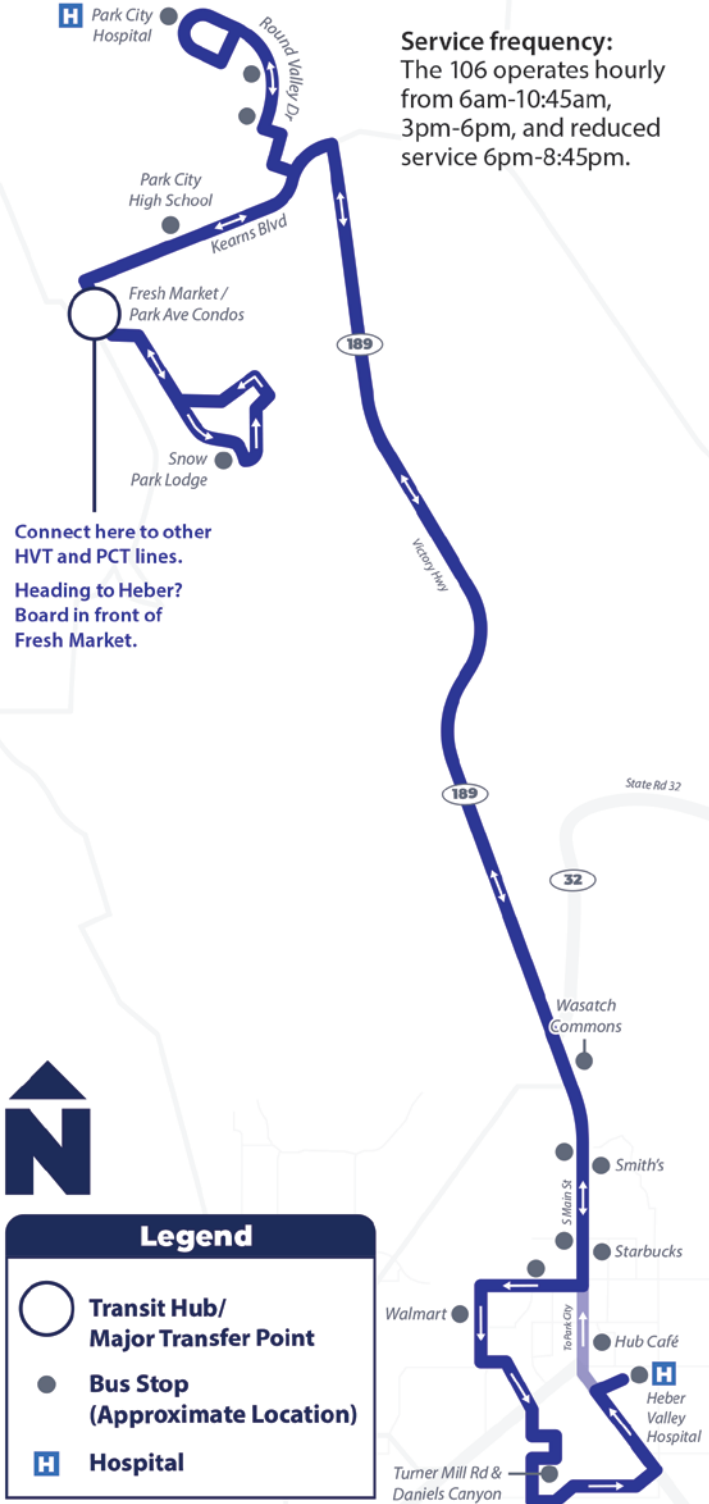 H
Park City
Hospital
Round Valley Dr
Service frequency:
The 106 operates hourly
from 6am-10:45am,
3pm-6pm, and reduced
service 6pm-8:45pm.
Park City
High School
Kearns Blvd
Fresh Market /
Park Ave Condos
189
Snow
Park Lodge
Connect here to other
HVT and PCT lines.
Heading to Heber?
Board in front of
Fresh Market.
Victory Hwy
189
State Rd 32
32
Wasatch
Commons
N
Smith's
S Main St
Starbucks
Walmart
To Park City
Hub Café
H
Heber
Valley
Hospital
Turner Mill Rd &
Daniels Canyon
Legend
Transit Hub/
Major Transfer Point
Bus Stop
(Approximate Location)
H
Hospital